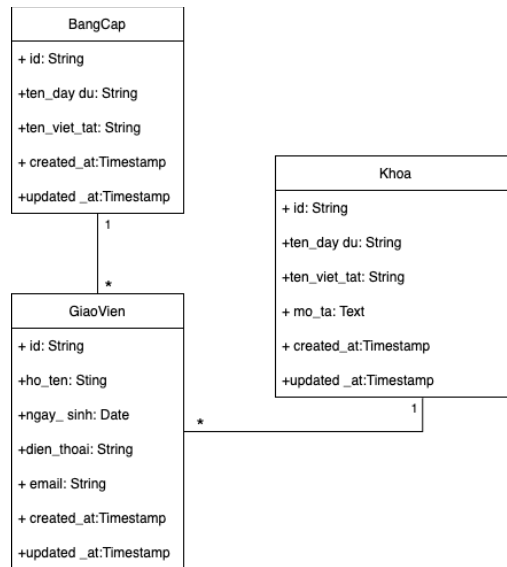 BangCap
+ id: String
+ten_day du: String
+ten_viet_tat: String
+ created_at:Timestamp
+updated _at:Timestamp
1
*
Khoa
+ id: String
+ten_day du: String
+ten_viet_tat: String
+ mo_ta: Text
+ created_at:Timestamp
+updated _at:Timestamp
1
*
GiaoVien
+ id: String
+ho_ten: Sting
+ngay_ sinh: Date
+dien_thoai: String
+ email: String
+ created_at:Timestamp
+updated _at:Timestamp